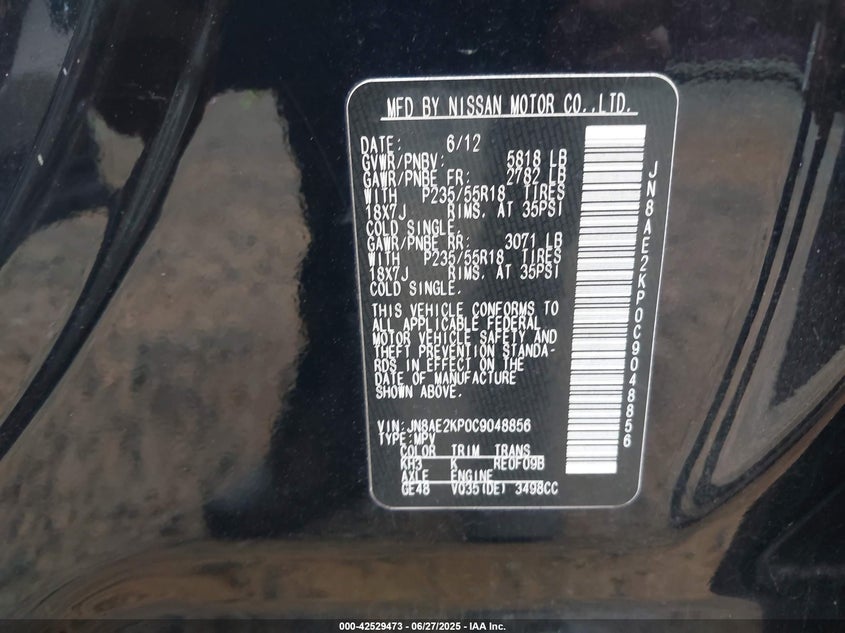 MFD BY NISSAN MOTOR CO.,LTD.
DATE: 6/12
GVWR/PNBV: 5818 LB
GAWR/PNBE FR: 2782 LB
WITH P235/55R18 TIRES
18X7J RIMS. AT 35PSI
COLD SINGLE.
GAWR/PNBE RR: 3071 LB
WITH P235/55R18 TIRES
18X7J RIMS. AT 35PSI
COLD SINGLE.
THIS VEHICLE CONFORMS TO
ALL APPLICABLE FEDERAL
MOTOR VEHICLE SAFETY AND
THEFT PREVENTION STANDA-
RDS IN EFFECT ON THE
DATE OF MANUFACTURE
SHOWN ABOVE.
VIN:JN8AE2KP0C9048856
TYPE:MPV
COLOR TRIM TRANS
KH3 K RE0F09B
AXLE ENGINE
GE48 VQ35(DE) 3498CC
JN8AE2KP0C9048856
000-42529473 - 06/27/2025 - IAA Inc.